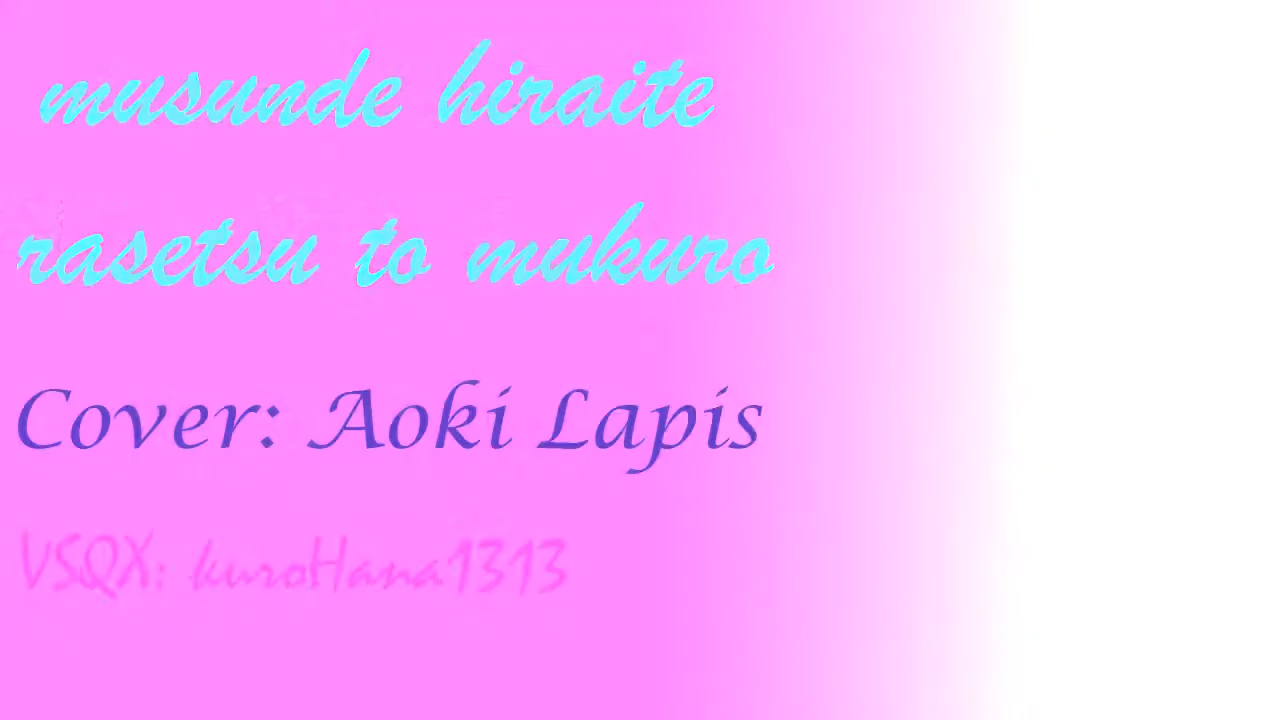 musunde hiraite
rasetsu to mukuro
Cover: Aoki Lapis
VSQX: kuroHana1313